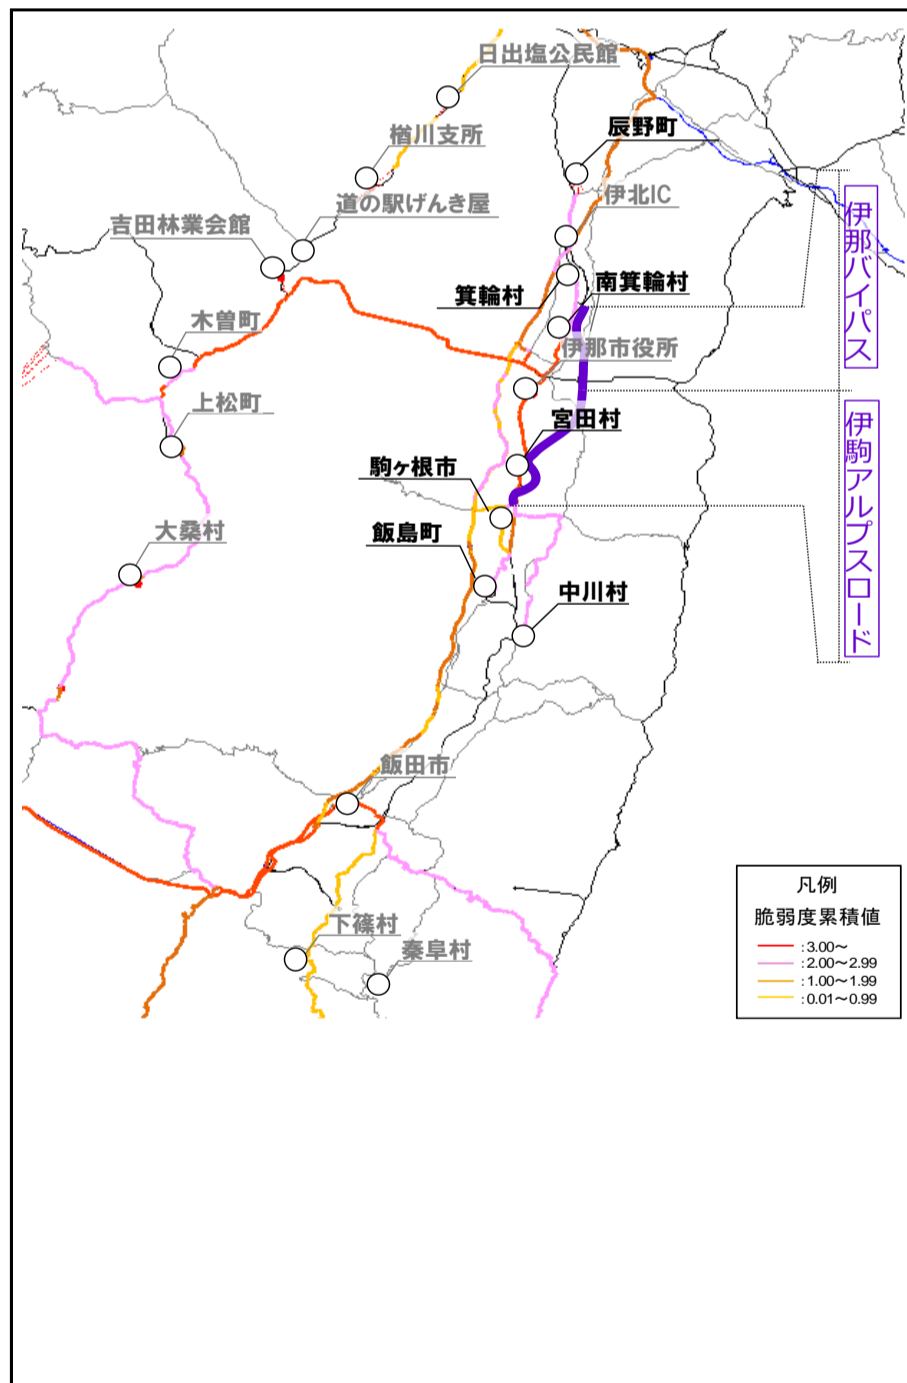 日出塩公民館
楢川支所
辰野町
道の駅げんき屋
伊北IC
吉田林業会館
箕輪村
南箕輪村
木曽町
伊那市役所
上松町
宮田村
駒ヶ根市
大桑村
飯島町
中川村
飯田市
下篠村
秦阜村
伊那バイパス
伊駒アルプスロード
凡例
脆弱度累積値
:3.00～
:2.00～2.99
:1.00～1.99
:0.01～0.99